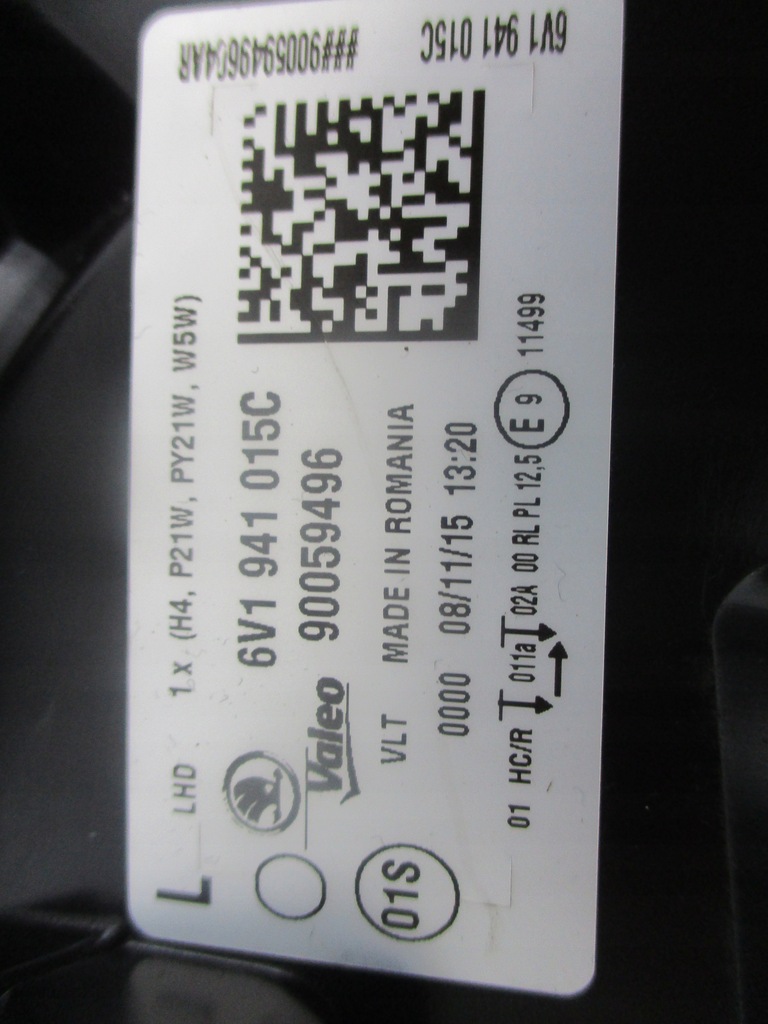 L LHD 1.x (H4, P21W, PY21W, W5W)
6V1 941 015C
Valeo 90059496
VLT MADE IN ROMANIA
01S
0000 08/11/15 13:20
01 HC/R 011a 02A 00 RL PL 12,5 E 9 11499
###9005949604AR
6V1 941 015C